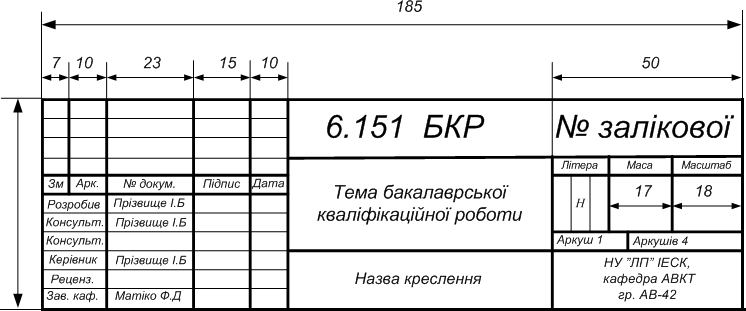 185
7 10 23 15 10 50
6.151 БКР № залікової
Літера Маса Масштаб
Зм Арк. № докум. Підпис Дата
Н 17 18
Тема бакалаврської
кваліфікаційної роботи
Розробив Прізвище І.Б
Консульт. Прізвище І.Б
Консульт.
Аркуш 1 Аркушів 4
Керівник Прізвище І.Б
Реценз.
Зав. каф. Матіко Ф.Д
Назва креслення
НУ "ЛП" ІЕСК,
кафедра АВКТ
гр. АВ-42